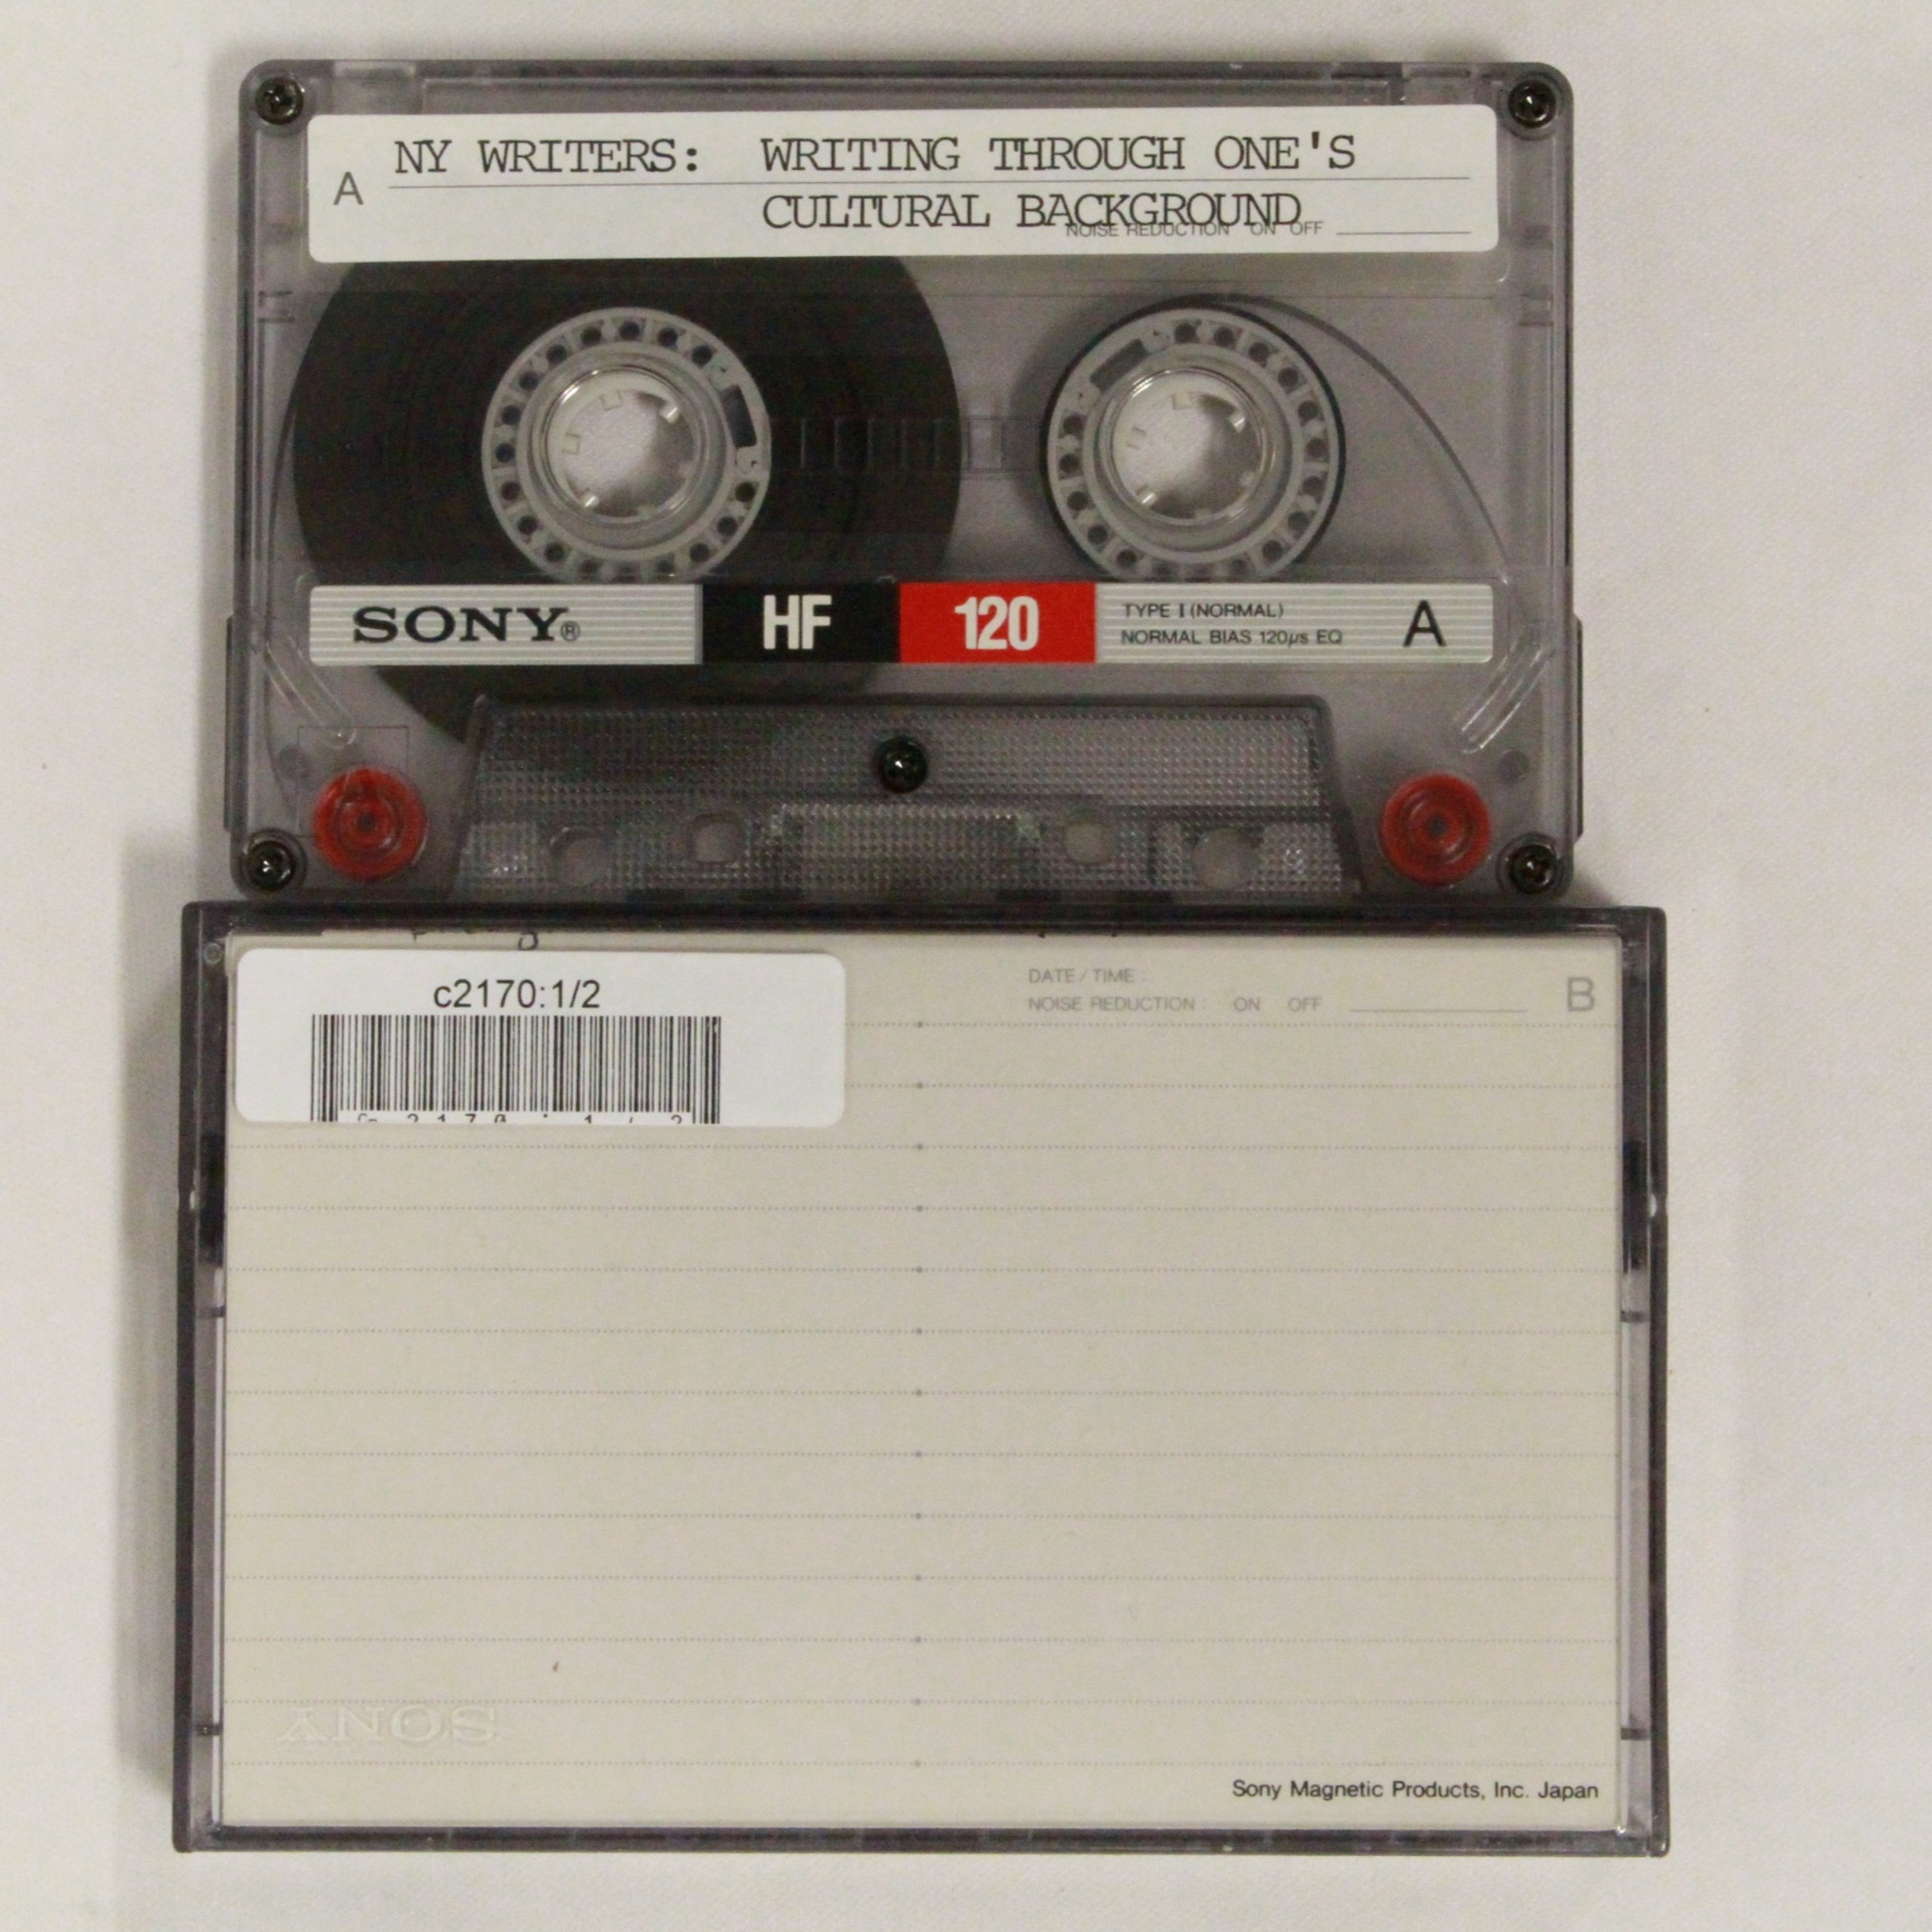 A
NY WRITERS: WRITING THROUGH ONE'S
CULTURAL BACKGROUND
NOISE REDUCTION ON OFF
SONY®
HF
120
TYPE I (NORMAL)
NORMAL BIAS 120µs EQ
A
c2170:1/2
DATE / TIME :
NOISE REDUCTION : ON OFF
B
SONY
Sony Magnetic Products, Inc. Japan